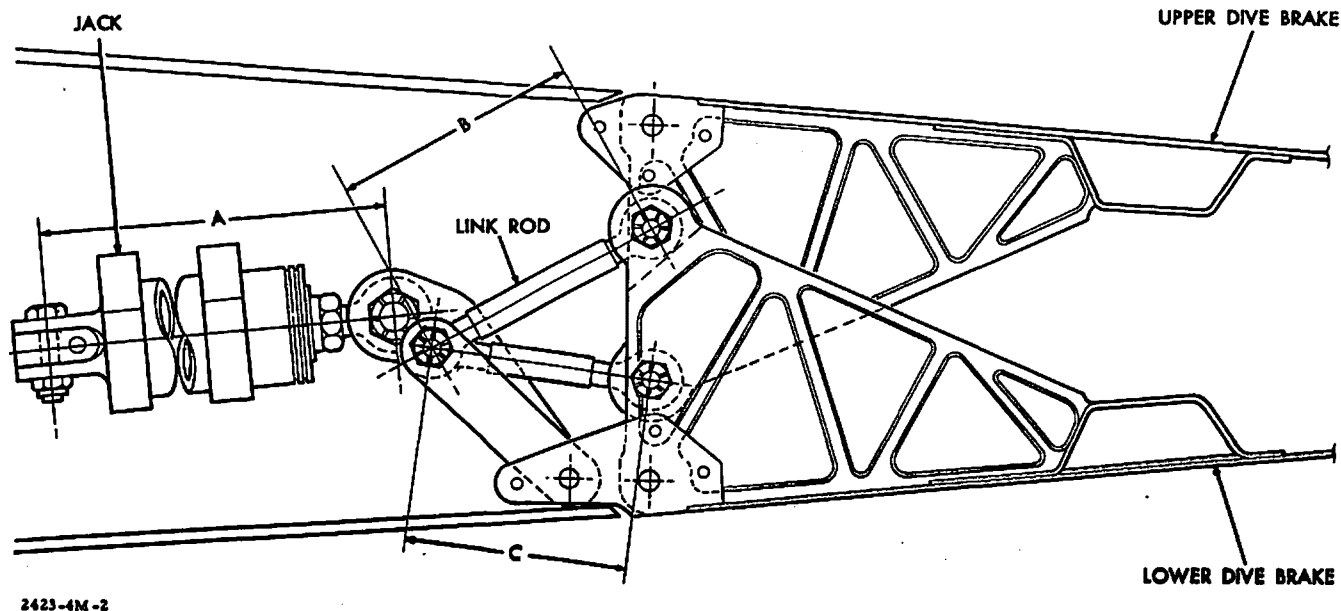 JACK
UPPER DIVE BRAKE
B
A
LINK ROD
C
LOWER DIVE BRAKE
2423-4M-2